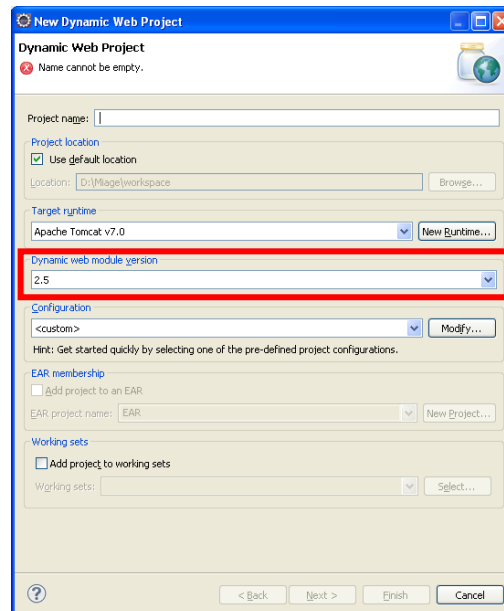 New Dynamic Web Project
Dynamic Web Project
Name cannot be empty.
Project name:
Project location
Use default location
Location: D:\Miage\workspace Browse...
Target runtime
Apache Tomcat v7.0 New Runtime...
Dynamic web module version
2.5
Configuration
<custom> Modify...
Hint: Get started quickly by selecting one of the pre-defined project configurations.
EAR membership
Add project to an EAR
EAR project name: EAR New Project...
Working sets
Add project to working sets
Working sets: Select...
? < Back Next > Finish Cancel